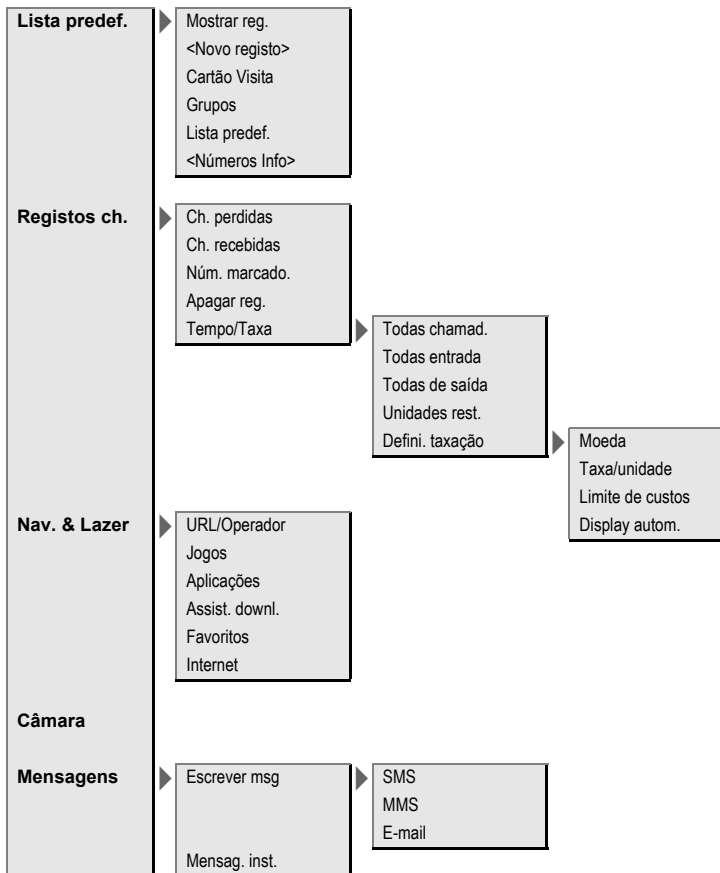 Lista predef.
Mostrar reg.
<Novo registo>
Cartão Visita
Grupos
Lista predef.
<Números Info>
Registos ch.
Ch. perdidas
Ch. recebidas
Núm. marcado.
Apagar reg.
Tempo/Taxa
Todas chamad.
Todas entrada
Todas de saída
Unidades rest.
Defini. taxação
Moeda
Taxa/unidade
Limite de custos
Display autom.
Nav. & Lazer
URL/Operador
Jogos
Aplicações
Assist. downl.
Favoritos
Internet
Câmara
Mensagens
Escrever msg
SMS
MMS
E-mail
Mensag. inst.